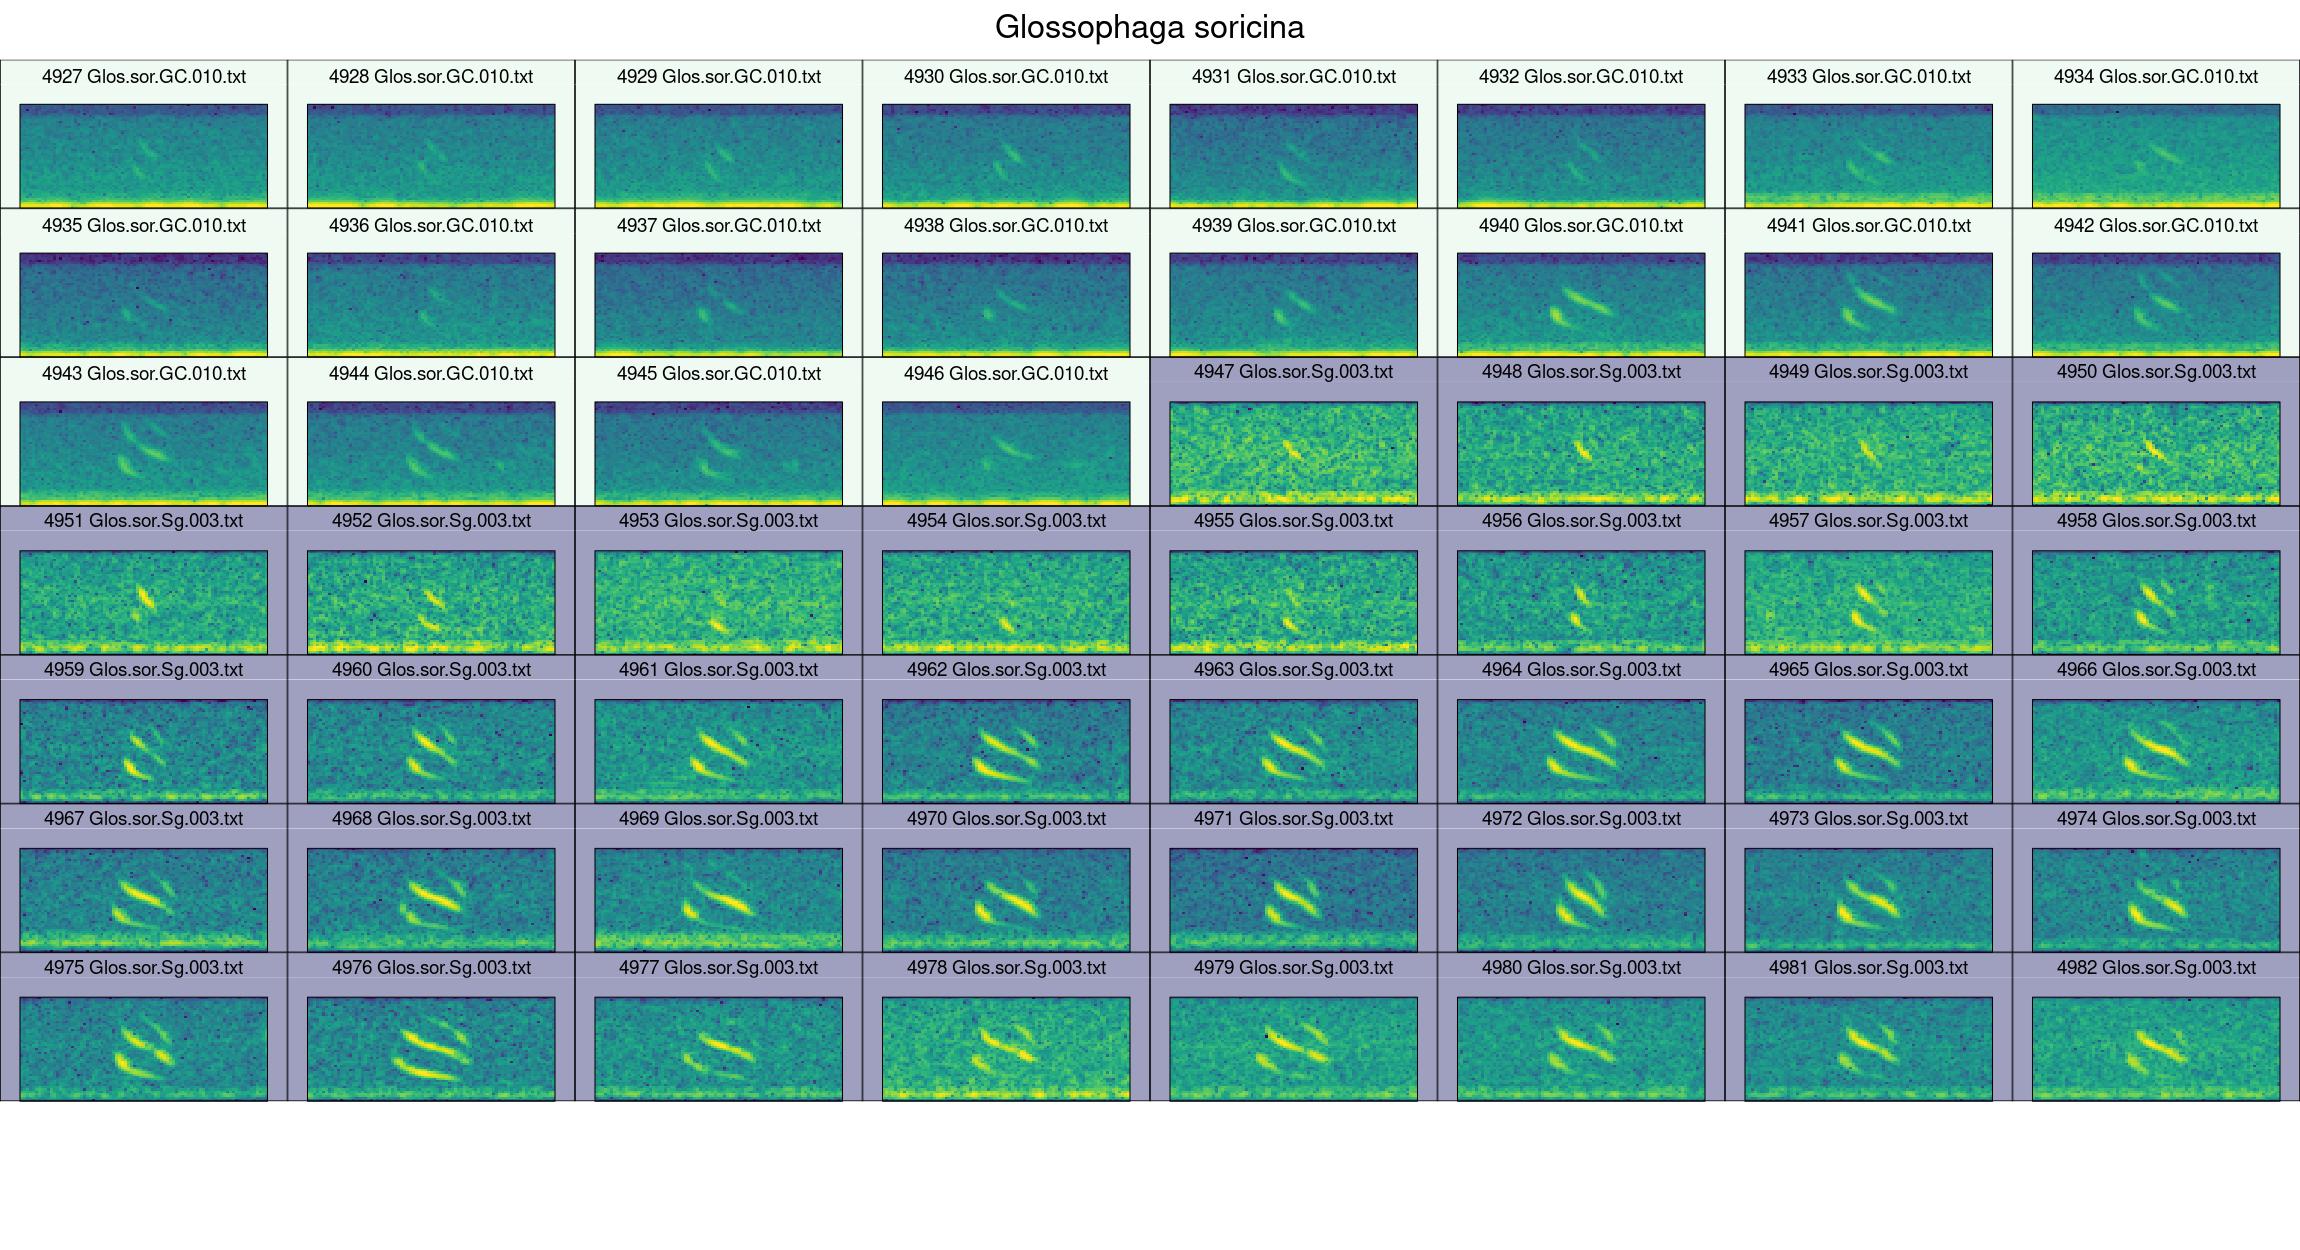 Glossophaga soricina
4927 Glos.sor.GC.010.txt 4928 Glos.sor.GC.010.txt 4929 Glos.sor.GC.010.txt 4930 Glos.sor.GC.010.txt 4931 Glos.sor.GC.010.txt 4932 Glos.sor.GC.010.txt 4933 Glos.sor.GC.010.txt 4934 Glos.sor.GC.010.txt
4935 Glos.sor.GC.010.txt 4936 Glos.sor.GC.010.txt 4937 Glos.sor.GC.010.txt 4938 Glos.sor.GC.010.txt 4939 Glos.sor.GC.010.txt 4940 Glos.sor.GC.010.txt 4941 Glos.sor.GC.010.txt 4942 Glos.sor.GC.010.txt
4943 Glos.sor.GC.010.txt 4944 Glos.sor.GC.010.txt 4945 Glos.sor.GC.010.txt 4946 Glos.sor.GC.010.txt 4947 Glos.sor.Sg.003.txt 4948 Glos.sor.Sg.003.txt 4949 Glos.sor.Sg.003.txt 4950 Glos.sor.Sg.003.txt
4951 Glos.sor.Sg.003.txt 4952 Glos.sor.Sg.003.txt 4953 Glos.sor.Sg.003.txt 4954 Glos.sor.Sg.003.txt 4955 Glos.sor.Sg.003.txt 4956 Glos.sor.Sg.003.txt 4957 Glos.sor.Sg.003.txt 4958 Glos.sor.Sg.003.txt
4959 Glos.sor.Sg.003.txt 4960 Glos.sor.Sg.003.txt 4961 Glos.sor.Sg.003.txt 4962 Glos.sor.Sg.003.txt 4963 Glos.sor.Sg.003.txt 4964 Glos.sor.Sg.003.txt 4965 Glos.sor.Sg.003.txt 4966 Glos.sor.Sg.003.txt
4967 Glos.sor.Sg.003.txt 4968 Glos.sor.Sg.003.txt 4969 Glos.sor.Sg.003.txt 4970 Glos.sor.Sg.003.txt 4971 Glos.sor.Sg.003.txt 4972 Glos.sor.Sg.003.txt 4973 Glos.sor.Sg.003.txt 4974 Glos.sor.Sg.003.txt
4975 Glos.sor.Sg.003.txt 4976 Glos.sor.Sg.003.txt 4977 Glos.sor.Sg.003.txt 4978 Glos.sor.Sg.003.txt 4979 Glos.sor.Sg.003.txt 4980 Glos.sor.Sg.003.txt 4981 Glos.sor.Sg.003.txt 4982 Glos.sor.Sg.003.txt